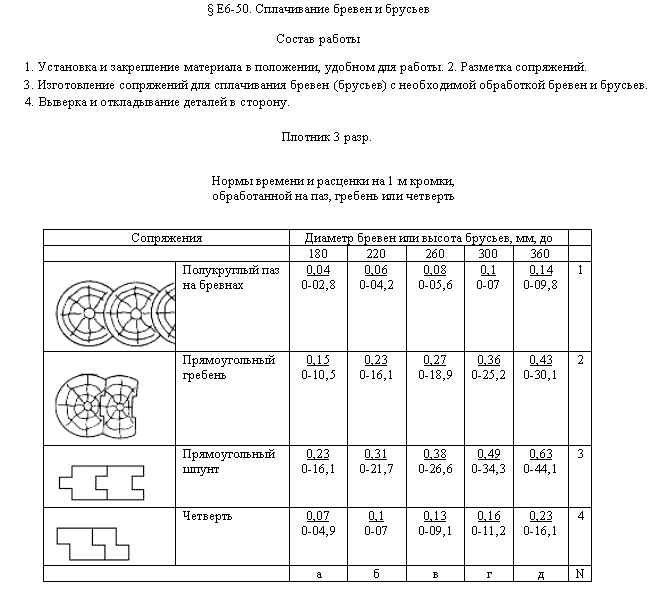 § Е6-50. Сплачивание бревен и брусьев
Состав работы
1. Установка и закрепление материала в положении, удобном для работы. 2. Разметка сопряжений.
3. Изготовление сопряжений для сплачивания бревен (брусьев) с необходимой обработкой бревен и брусьев.
4. Выверка и откладывание деталей в сторону.
Плотник 3 разр.
Нормы времени и расценки на 1 м кромки,
обработанной на паз, гребень или четверть
Сопряжения Диаметр бревен или высота брусьев, мм, до
180 220 260 300 360
Полукруглый паз 0,04 0,06 0,08 0,1 0,14 1
на бревнах 0-02,8 0-04,2 0-05,6 0-07 0-09,8
Прямоугольный 0,15 0,23 0,27 0,36 0,43 2
гребень 0-10,5 0-16,1 0-18,9 0-25,2 0-30,1
Прямоугольный 0,23 0,31 0,38 0,49 0,63 3
шпунт 0-16,1 0-21,7 0-26,6 0-34,3 0-44,1
Четверть 0,07 0,1 0,13 0,16 0,23 4
0-04,9 0-07 0-09,1 0-11,2 0-16,1
а б в г д N